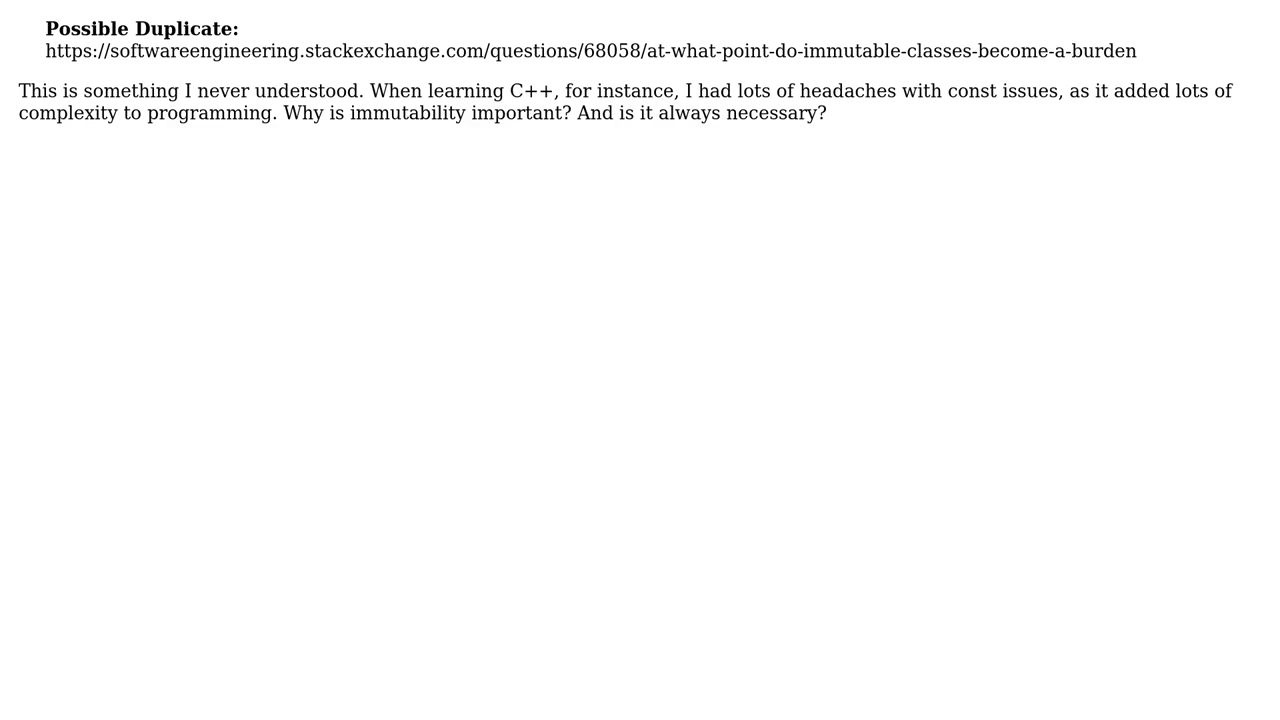 Possible Duplicate:
https://softwareengineering.stackexchange.com/questions/68058/at-what-point-do-immutable-classes-become-a-burden
This is something I never understood. When learning C++, for instance, I had lots of headaches with const issues, as it added lots of
complexity to programming. Why is immutability important? And is it always necessary?